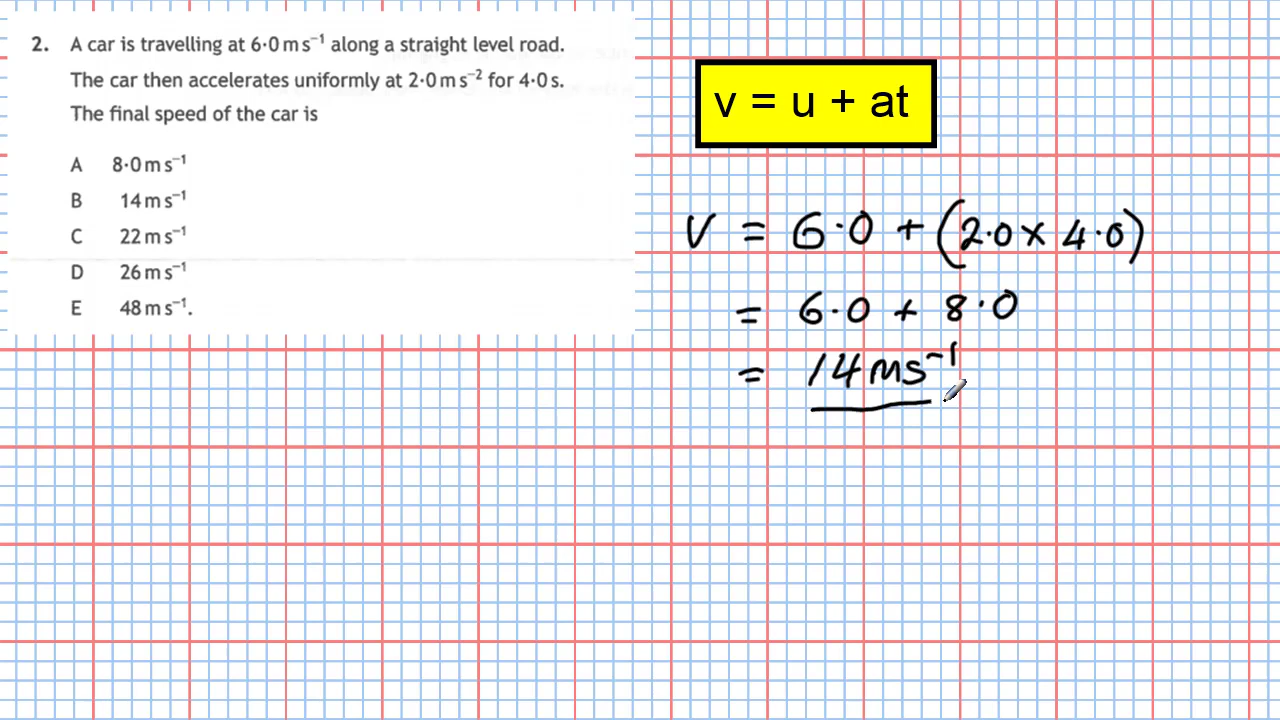 2. A car is travelling at 6·0 m s⁻¹ along a straight level road.
The car then accelerates uniformly at 2·0 m s⁻² for 4·0 s.
The final speed of the car is
A 8·0 m s⁻¹
B 14 m s⁻¹
C 22 m s⁻¹
D 26 m s⁻¹
E 48 m s⁻¹.
v = u + at
v = 6·0 + (2·0 × 4·0)
= 6·0 + 8·0
= 14 ms⁻¹